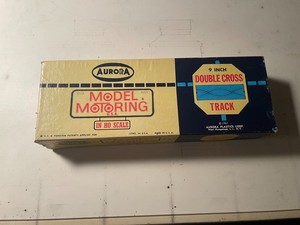 AURORA
MODEL
MOTORING
IN HO SCALE
9 INCH
DOUBLE CROSS
TRACK
AURORA PLASTICS CORP.